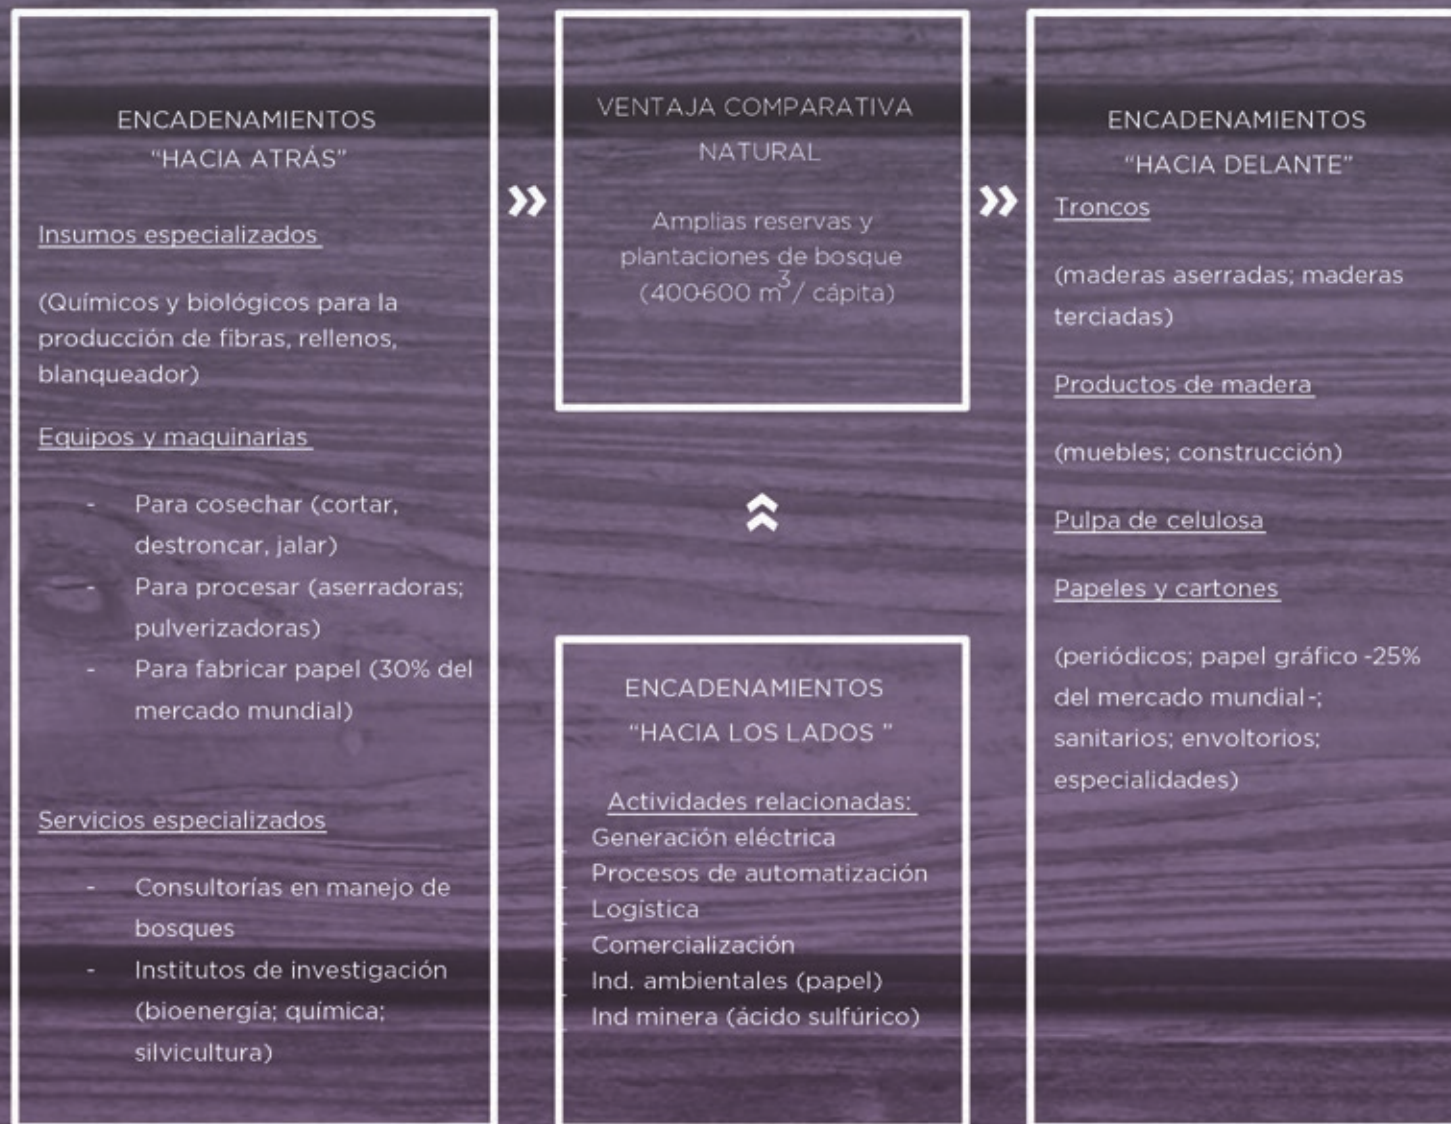 ENCADENAMIENTOS
“HACIA ATRÁS”
Insumos especializados
(Químicos y biológicos para la
producción de fibras, rellenos,
blanqueador)
Equipos y maquinarias
- Para cosechar (cortar,
destroncar, jalar)
- Para procesar (aserradoras;
pulverizadoras)
- Para fabricar papel (30% del
mercado mundial)
Servicios especializados
- Consultorías en manejo de
bosques
- Institutos de investigación
(bioenergía; química;
silvicultura)
VENTAJA COMPARATIVA
NATURAL
Amplias reservas y
plantaciones de bosque
(400-600 m³/ cápita)
ENCADENAMIENTOS
“HACIA LOS LADOS ”
Actividades relacionadas:
- Generación eléctrica
- Procesos de automatización
- Logística
- Comercialización
- Ind. ambientales (papel)
- Ind minera (ácido sulfúrico)
ENCADENAMIENTOS
“HACIA DELANTE”
Troncos
(maderas aserradas; maderas
terciadas)
Productos de madera
(muebles; construcción)
Pulpa de celulosa
Papeles y cartones
(periódicos; papel gráfico -25%
del mercado mundial-;
sanitarios; envoltorios;
especialidades)